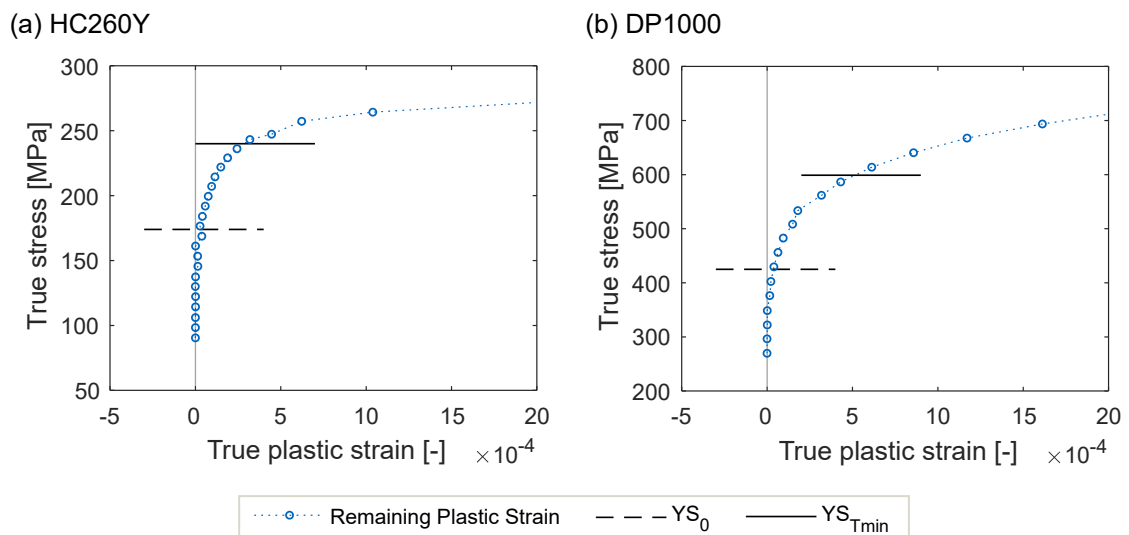 (a) HC260Y
True stress [MPa]
300
250
200
150
100
50
-5 0 5 10 15 20
True plastic strain [-] ×10⁻⁴
(b) DP1000
True stress [MPa]
800
700
600
500
400
300
200
-5 0 5 10 15 20
True plastic strain [-] ×10⁻⁴
Remaining Plastic Strain YS₀ YS_Tmin